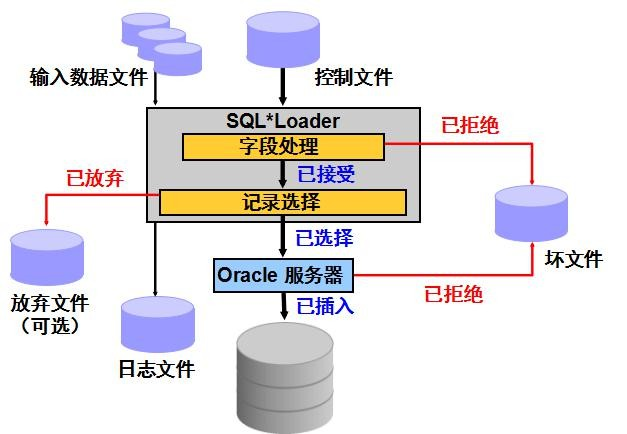 输入数据文件
控制文件
SQL*Loader
字段处理
已拒绝
已接受
已放弃
记录选择
已选择
坏文件
Oracle 服务器
放弃文件
（可选）
已拒绝
已插入
日志文件